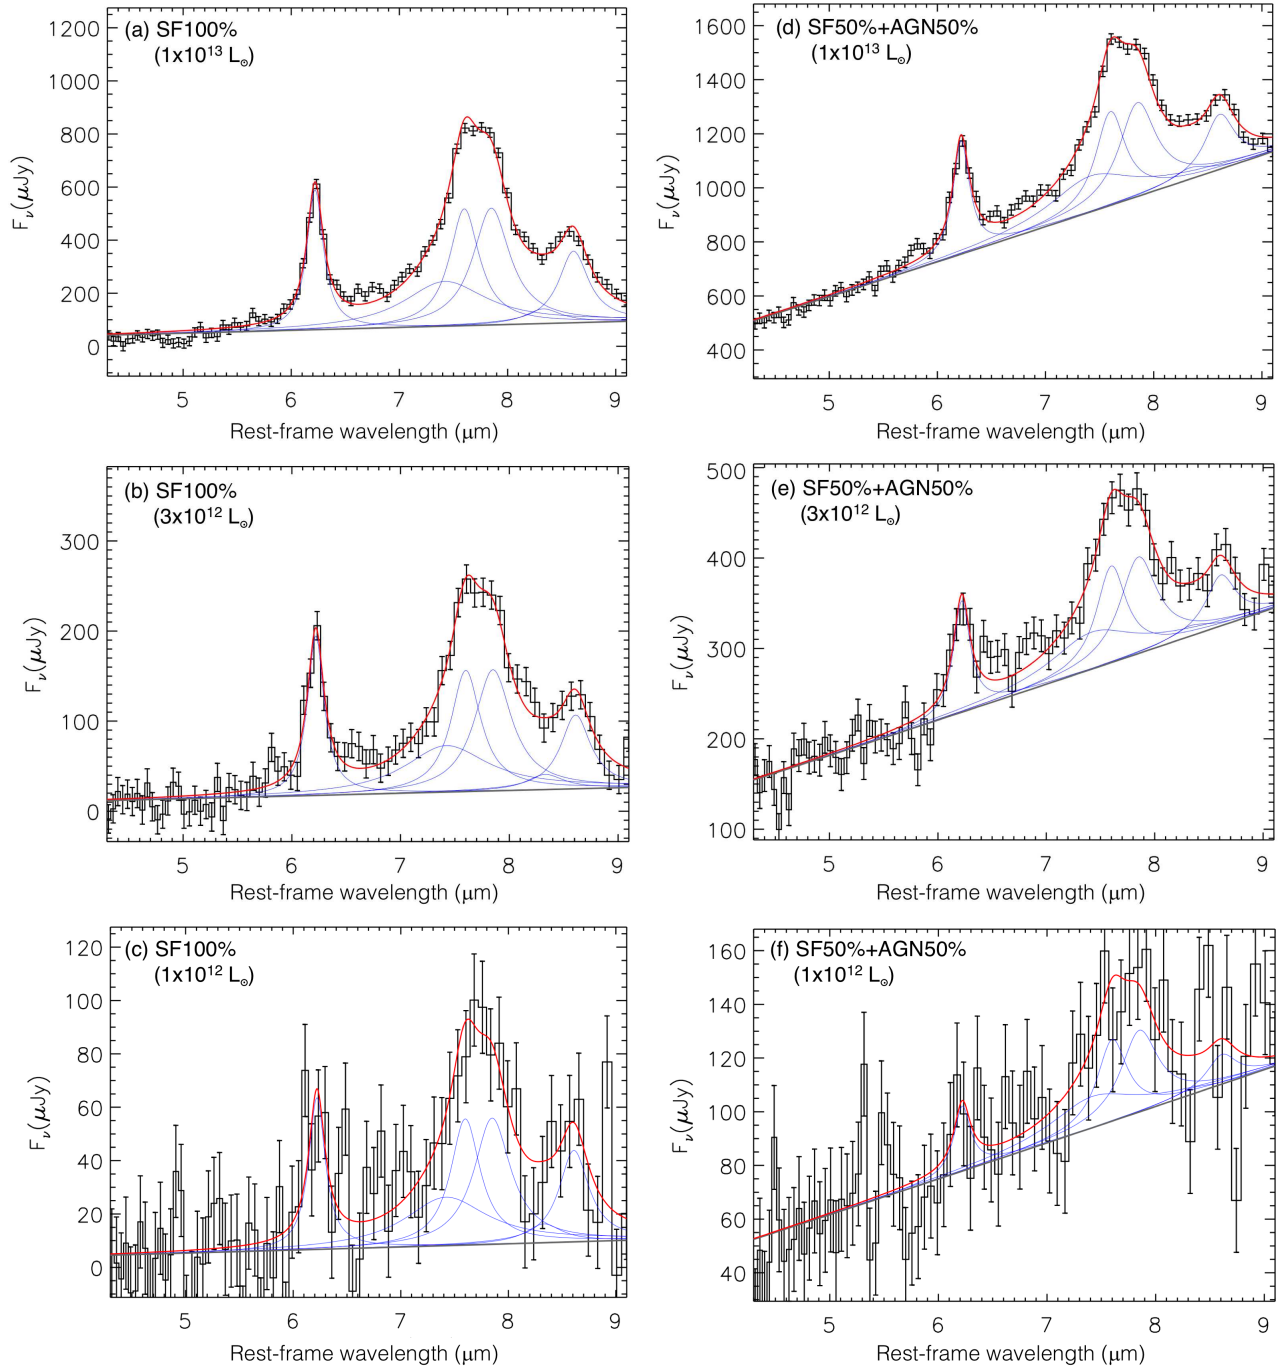 (a) SF100%
(1x10¹³ L☉)
1200
1000
800
600
400
200
0
Fν(μJy)
5 6 7 8 9
Rest-frame wavelength (μm)
(d) SF50%+AGN50%
(1x10¹³ L☉)
1600
1400
1200
1000
800
600
400
Fν(μJy)
5 6 7 8 9
Rest-frame wavelength (μm)
(b) SF100%
(3x10¹² L☉)
300
200
100
0
Fν(μJy)
5 6 7 8 9
Rest-frame wavelength (μm)
(e) SF50%+AGN50%
(3x10¹² L☉)
500
400
300
200
100
Fν(μJy)
5 6 7 8 9
Rest-frame wavelength (μm)
(c) SF100%
(1x10¹² L☉)
120
100
80
60
40
20
0
Fν(μJy)
5 6 7 8 9
Rest-frame wavelength (μm)
(f) SF50%+AGN50%
(1x10¹² L☉)
160
140
120
100
80
60
40
Fν(μJy)
5 6 7 8 9
Rest-frame wavelength (μm)